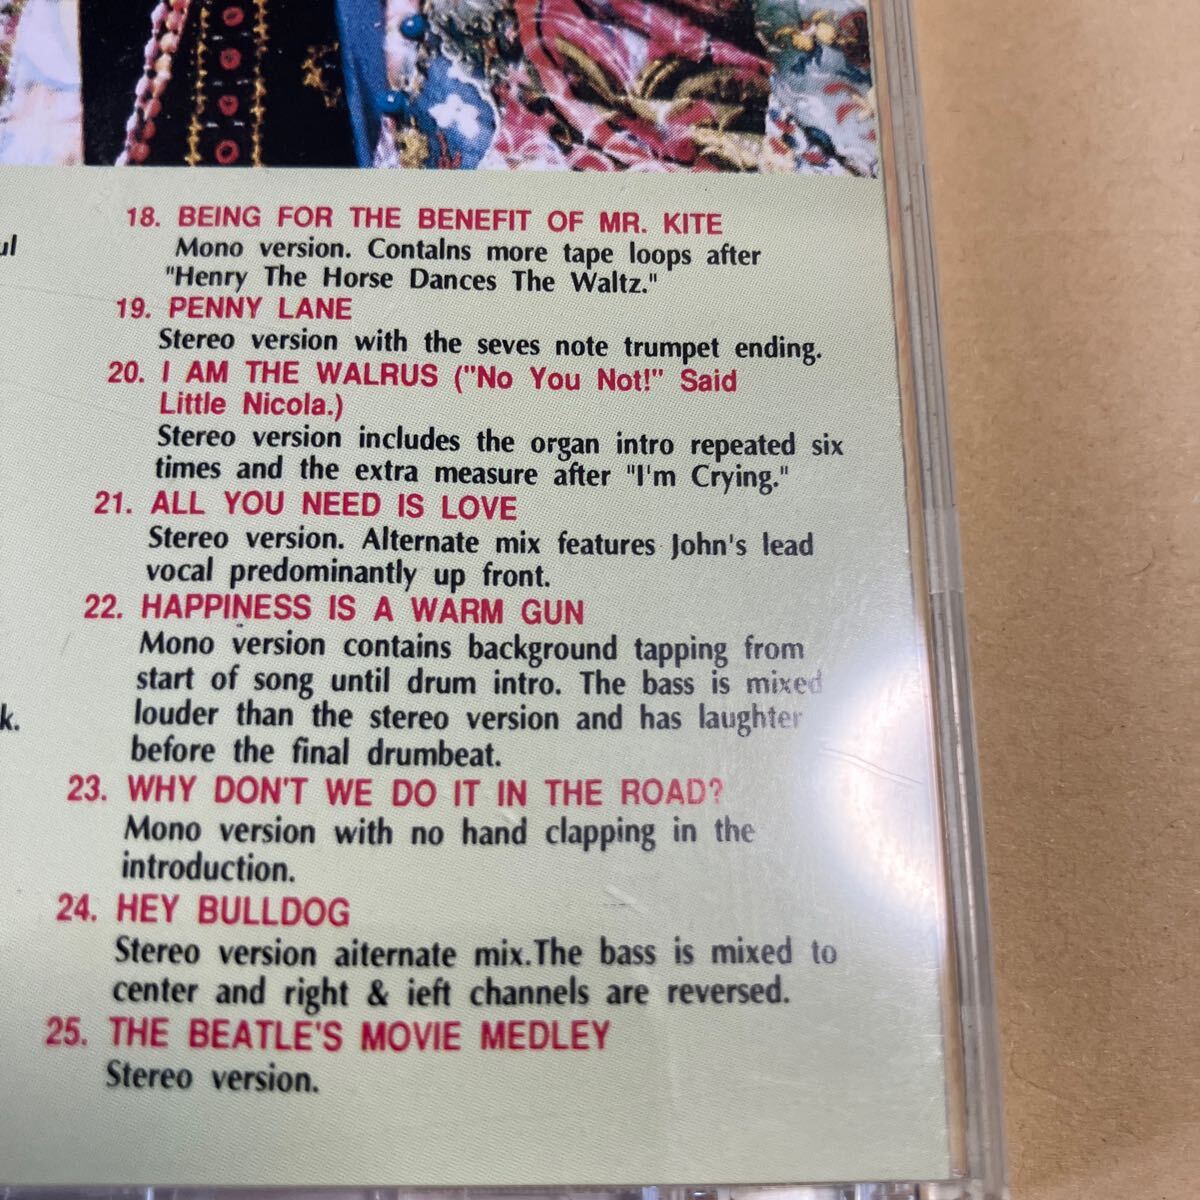 ul
k.
18. BEING FOR THE BENEFIT OF MR. KITE
Mono version. Contalns more tape loops after
"Henry The Horse Dances The Waltz."
19. PENNY LANE
Stereo version with the seves note trumpet ending.
20. I AM THE WALRUS ("No You Not!" Said
Little Nicola.)
Stereo version includes the organ intro repeated six
times and the extra measure after "I'm Crying."
21. ALL YOU NEED IS LOVE
Stereo version. Alternate mix features John's lead
vocal predominantly up front.
22. HAPPINESS IS A WARM GUN
Mono version contains background tapping from
start of song until drum intro. The bass is mixed
louder than the stereo version and has laughter
before the final drumbeat.
23. WHY DON'T WE DO IT IN THE ROAD?
Mono version with no hand clapping in the
introduction.
24. HEY BULLDOG
Stereo version aiternate mix.The bass is mixed to
center and right & ieft channels are reversed.
25. THE BEATLE'S MOVIE MEDLEY
Stereo version.